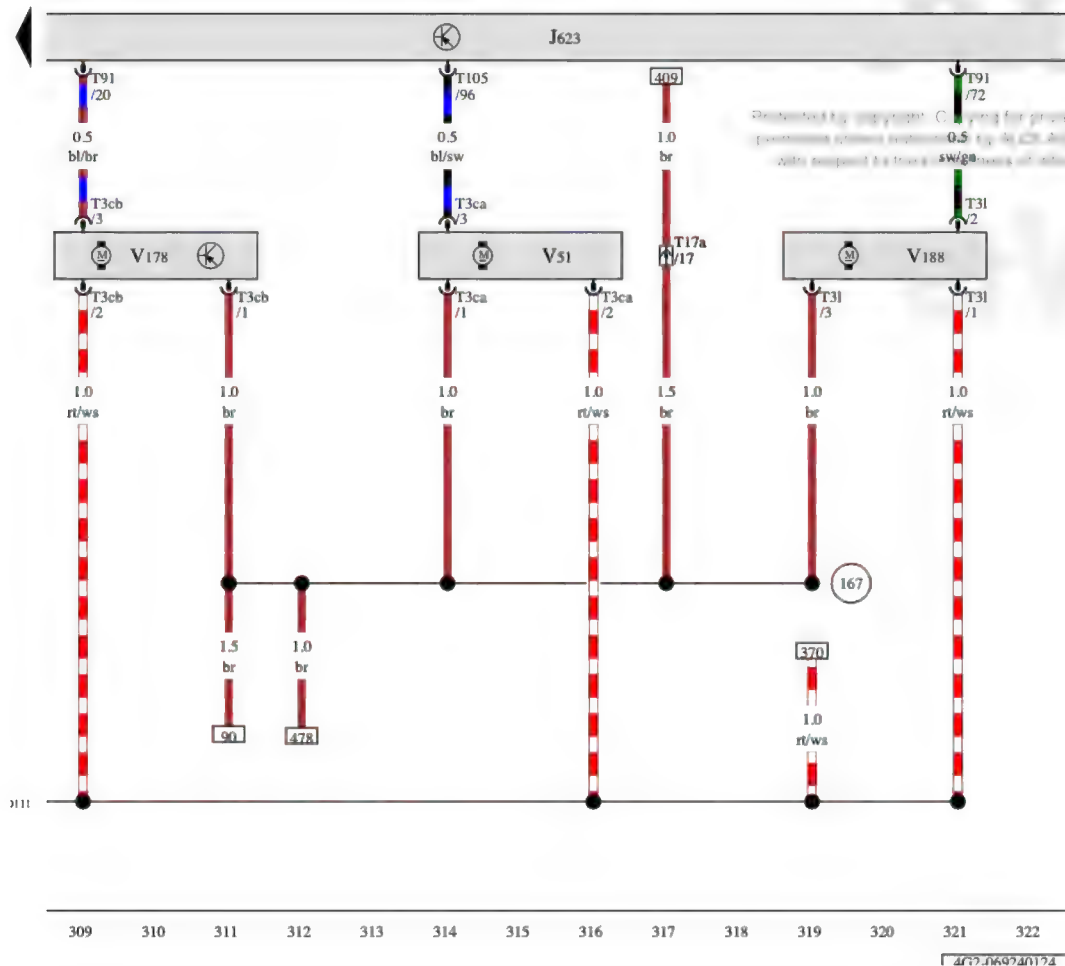 J623
T91
/20
T105
/96
409
T91
/72
0.5
bl/br
0.5
bl/sw
1.0
br
0.5
sw/gn
T3cb
/3
T3ca
/3
T3l
/2
V178
M
V51
M
T17a
/17
V188
M
T3cb
/2
T3cb
/1
T3ca
/1
T3ca
/2
T3l
/3
T3l
/1
1.0
rt/ws
1.0
br
1.0
br
1.0
rt/ws
1.5
br
1.0
br
1.0
rt/ws
167
1.5
br
1.0
br
370
90
478
1.0
rt/ws
309 310 311 312 313 314 315 316 317 318 319 320 321 322
4G2-069240124